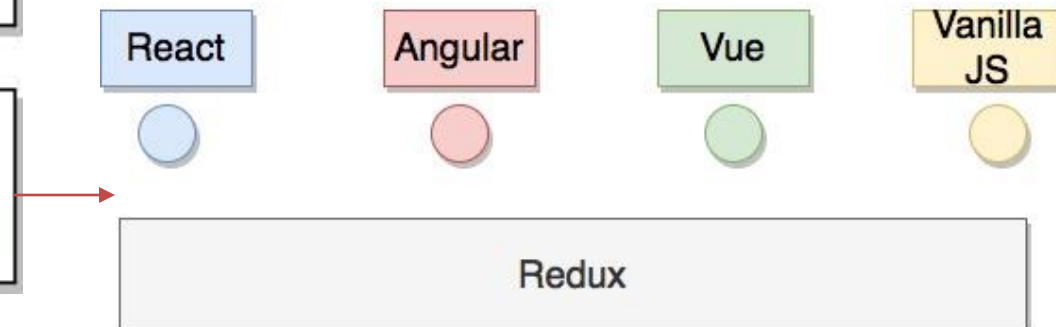 React
Angular
Vue
Vanilla
JS
Redux